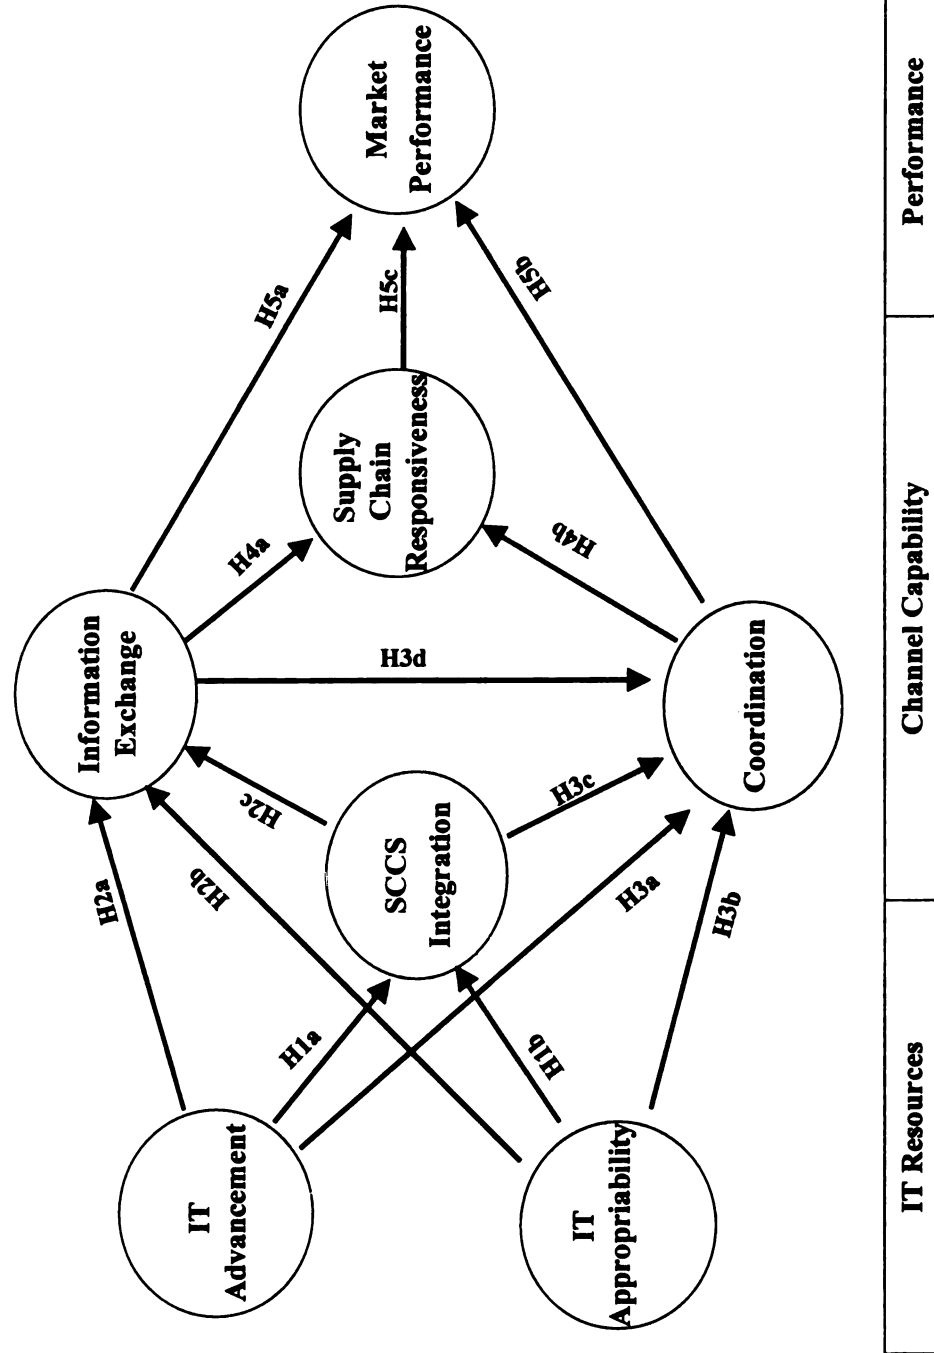 IT
Advancement
IT
Appropriability
SCCS
Integration
Information
Exchange
Coordination
Supply
Chain
Responsiveness
Market
Performance
H1a
H1b
H2a
H2b
H2c
H3a
H3b
H3c
H3d
H4a
H4b
H5a
H5c
H5b
IT Resources
Channel Capability
Performance